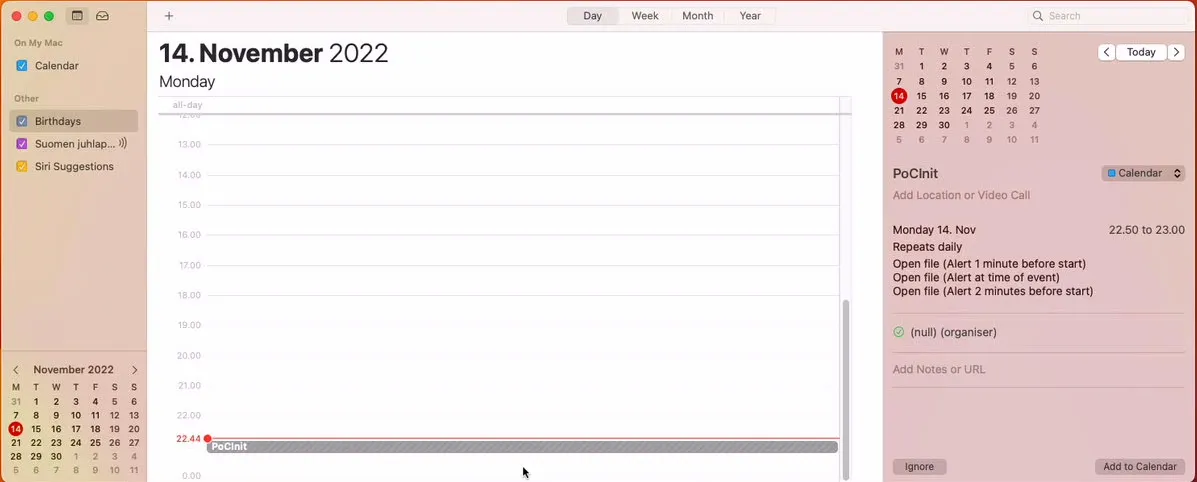 Day Week Month Year
Search
On My Mac
Calendar
Other
Birthdays
Suomen juhlap...
Siri Suggestions
November 2022
M T W T F S S
31 1 2 3 4 5 6
7 8 9 10 11 12 13
14 15 16 17 18 19 20
21 22 23 24 25 26 27
28 29 30 1 2 3 4
5 6 7 8 9 10 11
14. November 2022
Monday
all-day
12.00
13.00
14.00
15.00
16.00
17.00
18.00
19.00
20.00
21.00
22.00
22.44
PoCInit
0.00
Today
M T W T F S S
31 1 2 3 4 5 6
7 8 9 10 11 12 13
14 15 16 17 18 19 20
21 22 23 24 25 26 27
28 29 30 1 2 3 4
5 6 7 8 9 10 11
PoCInit
Calendar
Add Location or Video Call
Monday 14. Nov 22.50 to 23.00
Repeats daily
Open file (Alert 1 minute before start)
Open file (Alert at time of event)
Open file (Alert 2 minutes before start)
(null) (organiser)
Add Notes or URL
Ignore Add to Calendar